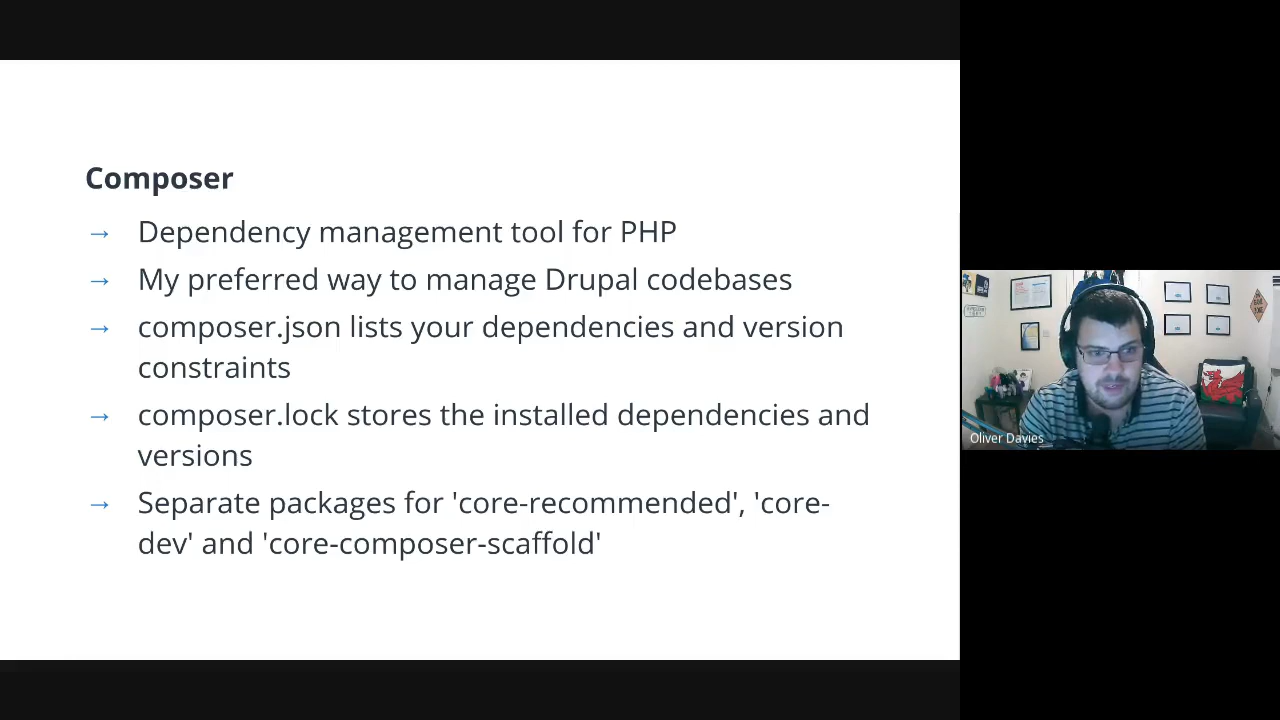 Composer
→ Dependency management tool for PHP
→ My preferred way to manage Drupal codebases
→ composer.json lists your dependencies and version
constraints
→ composer.lock stores the installed dependencies and
versions
→ Separate packages for 'core-recommended', 'core-
dev' and 'core-composer-scaffold'
Oliver Davies